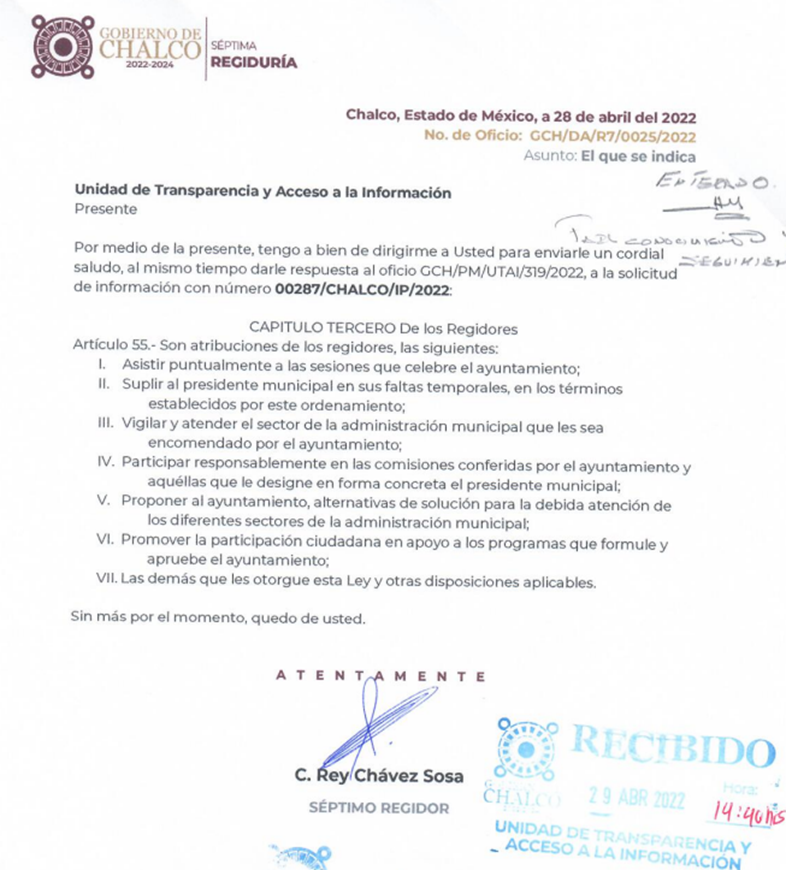 GOBIERNO DE
CHALCO
2022-2024
SÉPTIMA
REGIDURÍA
Chalco, Estado de México, a 28 de abril del 2022
No. de Oficio: GCH/DA/R7/0025/2022
Asunto: El que se indica
ENTERADO.
Unidad de Transparencia y Acceso a la Información
Presente
CONOCIMIENTO Y
Por medio de la presente, tengo a bien de dirigirme a Usted para enviarle un cordial
SEGUIMIEN
saludo, al mismo tiempo darle respuesta al oficio GCH/PM/UTAI/319/2022, a la solicitud
de información con número 00287/CHALCO/IP/2022:
CAPITULO TERCERO De los Regidores
Artículo 55.- Son atribuciones de los regidores, las siguientes:
I. Asistir puntualmente a las sesiones que celebre el ayuntamiento;
II. Suplir al presidente municipal en sus faltas temporales, en los términos
establecidos por este ordenamiento;
III. Vigilar y atender el sector de la administración municipal que les sea
encomendado por el ayuntamiento;
IV. Participar responsablemente en las comisiones conferidas por el ayuntamiento y
aquéllas que le designe en forma concreta el presidente municipal;
V. Proponer al ayuntamiento, alternativas de solución para la debida atención de
los diferentes sectores de la administración municipal;
VI. Promover la participación ciudadana en apoyo a los programas que formule y
apruebe el ayuntamiento;
VII. Las demás que les otorgue esta Ley y otras disposiciones aplicables.
Sin más por el momento, quedo de usted.
ATENTAMENTE
C. Rey Chávez Sosa
SÉPTIMO REGIDOR
RECIBIDO
CHALCO
29 ABR 2022
Hora:
14:40 hrs
UNIDAD DE TRANSPARENCIA Y
ACCESO A LA INFORMACIÓN